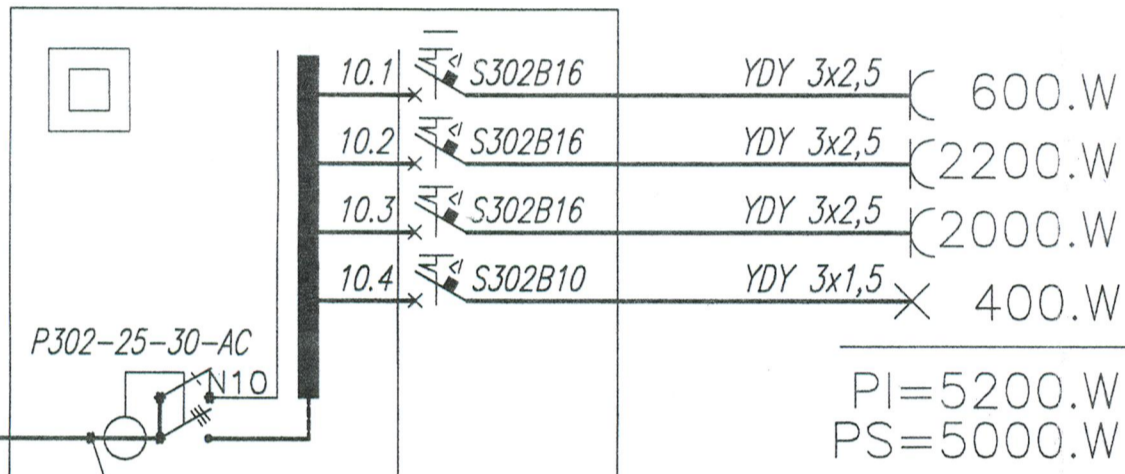 10.1 S302B16 YDY 3x2,5 600.W
10.2 S302B16 YDY 3x2,5 2200.W
10.3 S302B16 YDY 3x2,5 2000.W
10.4 S302B10 YDY 3x1,5 400.W
P302-25-30-AC
N10
PI=5200.W
PS=5000.W